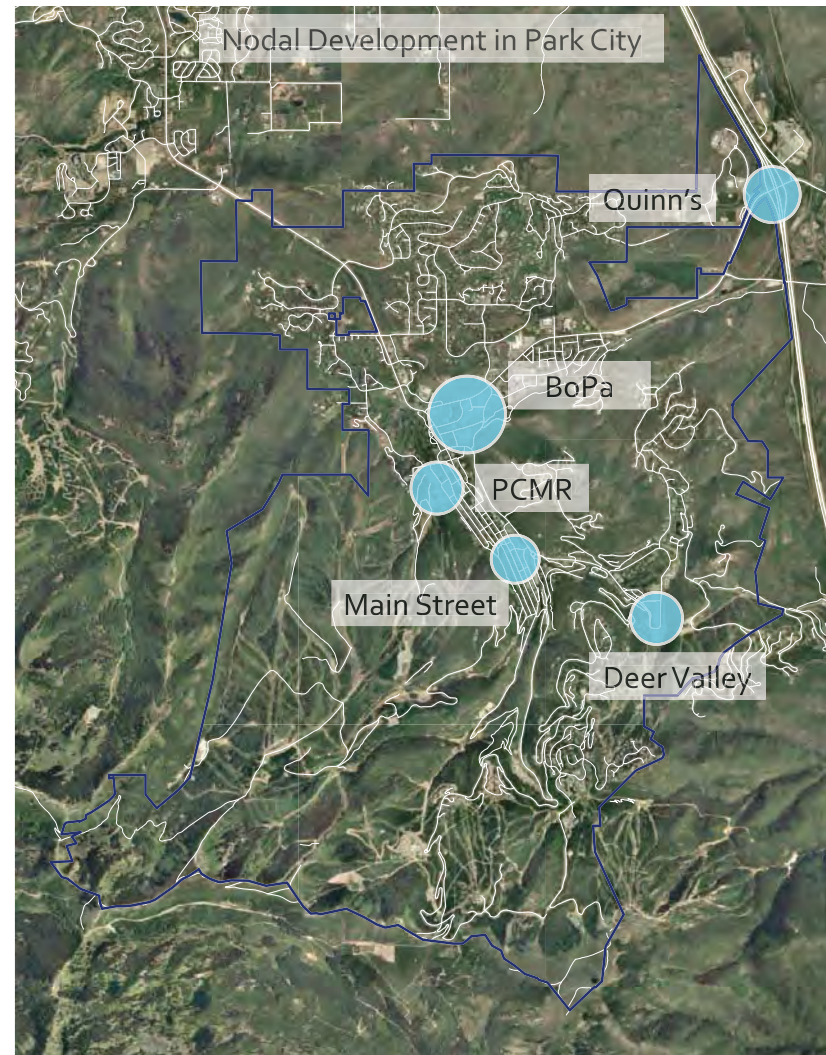 Nodal Development in Park City
Quinn's
BoPa
PCMR
Main Street
Deer Valley